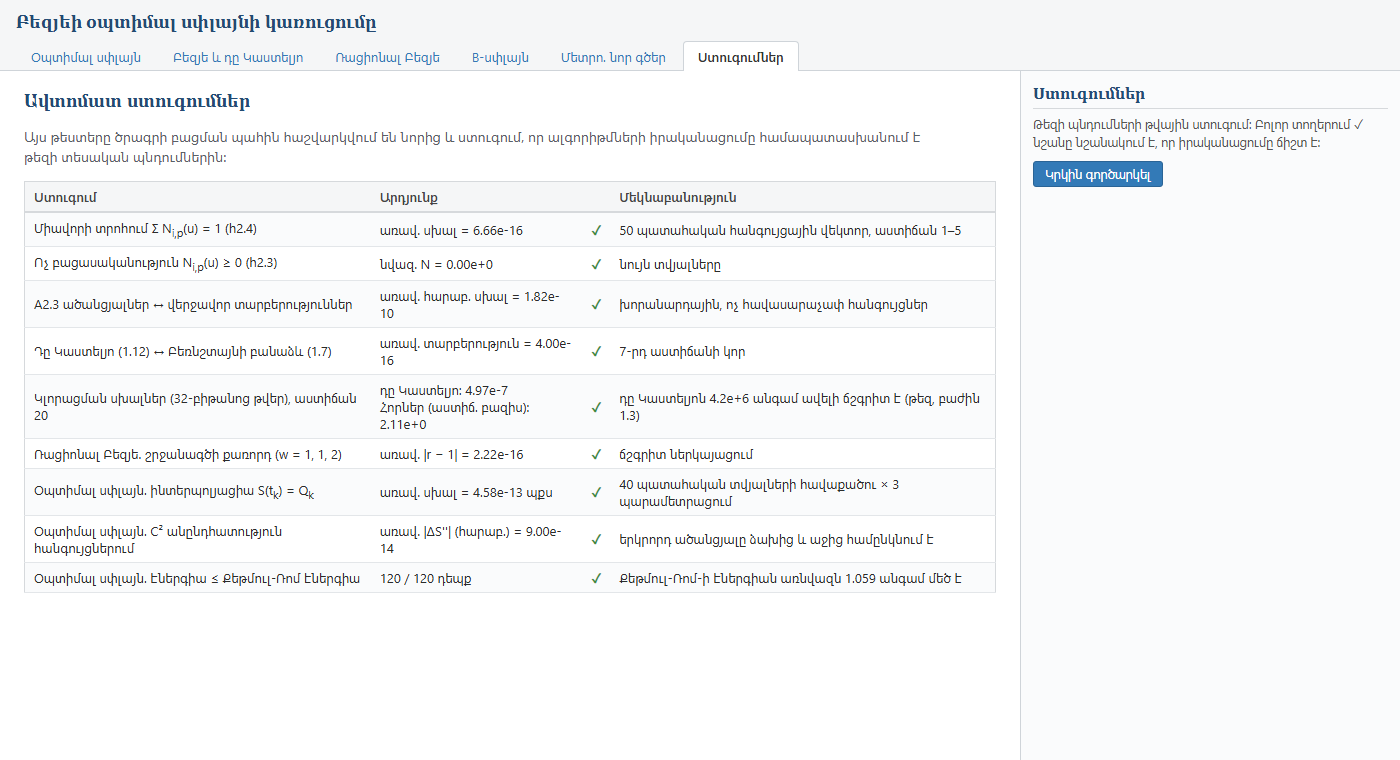 Բեզյեի օպտիմալ սփլայնի կառուցումը
Օպտիմալ սփլայն Բեզյե և դը Կաստելյո Ռացիոնալ Բեզյե B-սփլայն Մետրո. նոր գծեր Ստուգումներ
Ավտոմատ ստուգումներ
Այս թեստերը ծրագրի բացման պահին հաշվարկվում են նորից և ստուգում, որ ալգորիթմների իրականացումը համապատասխանում է
թեզի տեսական պնդումներին:
Ստուգում Արդյունք Մեկնաբանություն
Միավորի տրոհում Σ Nᵢ,ₚ(u) = 1 (h2.4) առավ. սխալ = 6.66e-16 ✓ 50 պատահական հանգույցային վեկտոր, աստիճան 1–5
Ոչ բացասականություն Nᵢ,ₚ(u) ≥ 0 (h2.3) նվազ. N = 0.00e+0 ✓ նույն տվյալները
A2.3 ածանցյալներ ↔ վերջավոր տարբերություններ առավ. հարաբ. սխալ = 1.82e-
10 ✓ խորանարդային, ոչ հավասարաչափ հանգույցներ
Դը Կաստելյո (1.12) ↔ Բեռնշտայնի բանաձև (1.7) առավ. տարբերություն = 4.00e-
16 ✓ 7-րդ աստիճանի կոր
Կլորացման սխալներ (32-բիթանոց թվեր), աստիճան
20 դը Կաստելյո: 4.97e-7
Հորներ (աստիճ. բազիս):
2.11e+0 ✓ դը Կաստելյոն 4.2e+6 անգամ ավելի ճշգրիտ է (թեզ, բաժին
1.3)
Ռացիոնալ Բեզյե. շրջանագծի քառորդ (w = 1, 1, 2) առավ. |r − 1| = 2.22e-16 ✓ ճշգրիտ ներկայացում
Օպտիմալ սփլայն. ինտերպոլյացիա S(tₖ) = Qₖ առավ. սխալ = 4.58e-13 պքս ✓ 40 պատահական տվյալների հավաքածու × 3
պարամետրացում
Օպտիմալ սփլայն. C² անընդհատություն
հանգույցներում առավ. |ΔS''| (հարաբ.) = 9.00e-
14 ✓ երկրորդ ածանցյալը ձախից և աջից համընկնում է
Օպտիմալ սփլայն. էներգիա ≤ Քեթմուլ-Ռոմ էներգիա 120 / 120 դեպք ✓ Քեթմուլ-Ռոմ-ի էներգիան առնվազն 1.059 անգամ մեծ է
Ստուգումներ
Թեզի պնդումների թվային ստուգում: Բոլոր տողերում ✓
նշանը նշանակում է, որ իրականացումը ճիշտ է:
Կրկին գործարկել